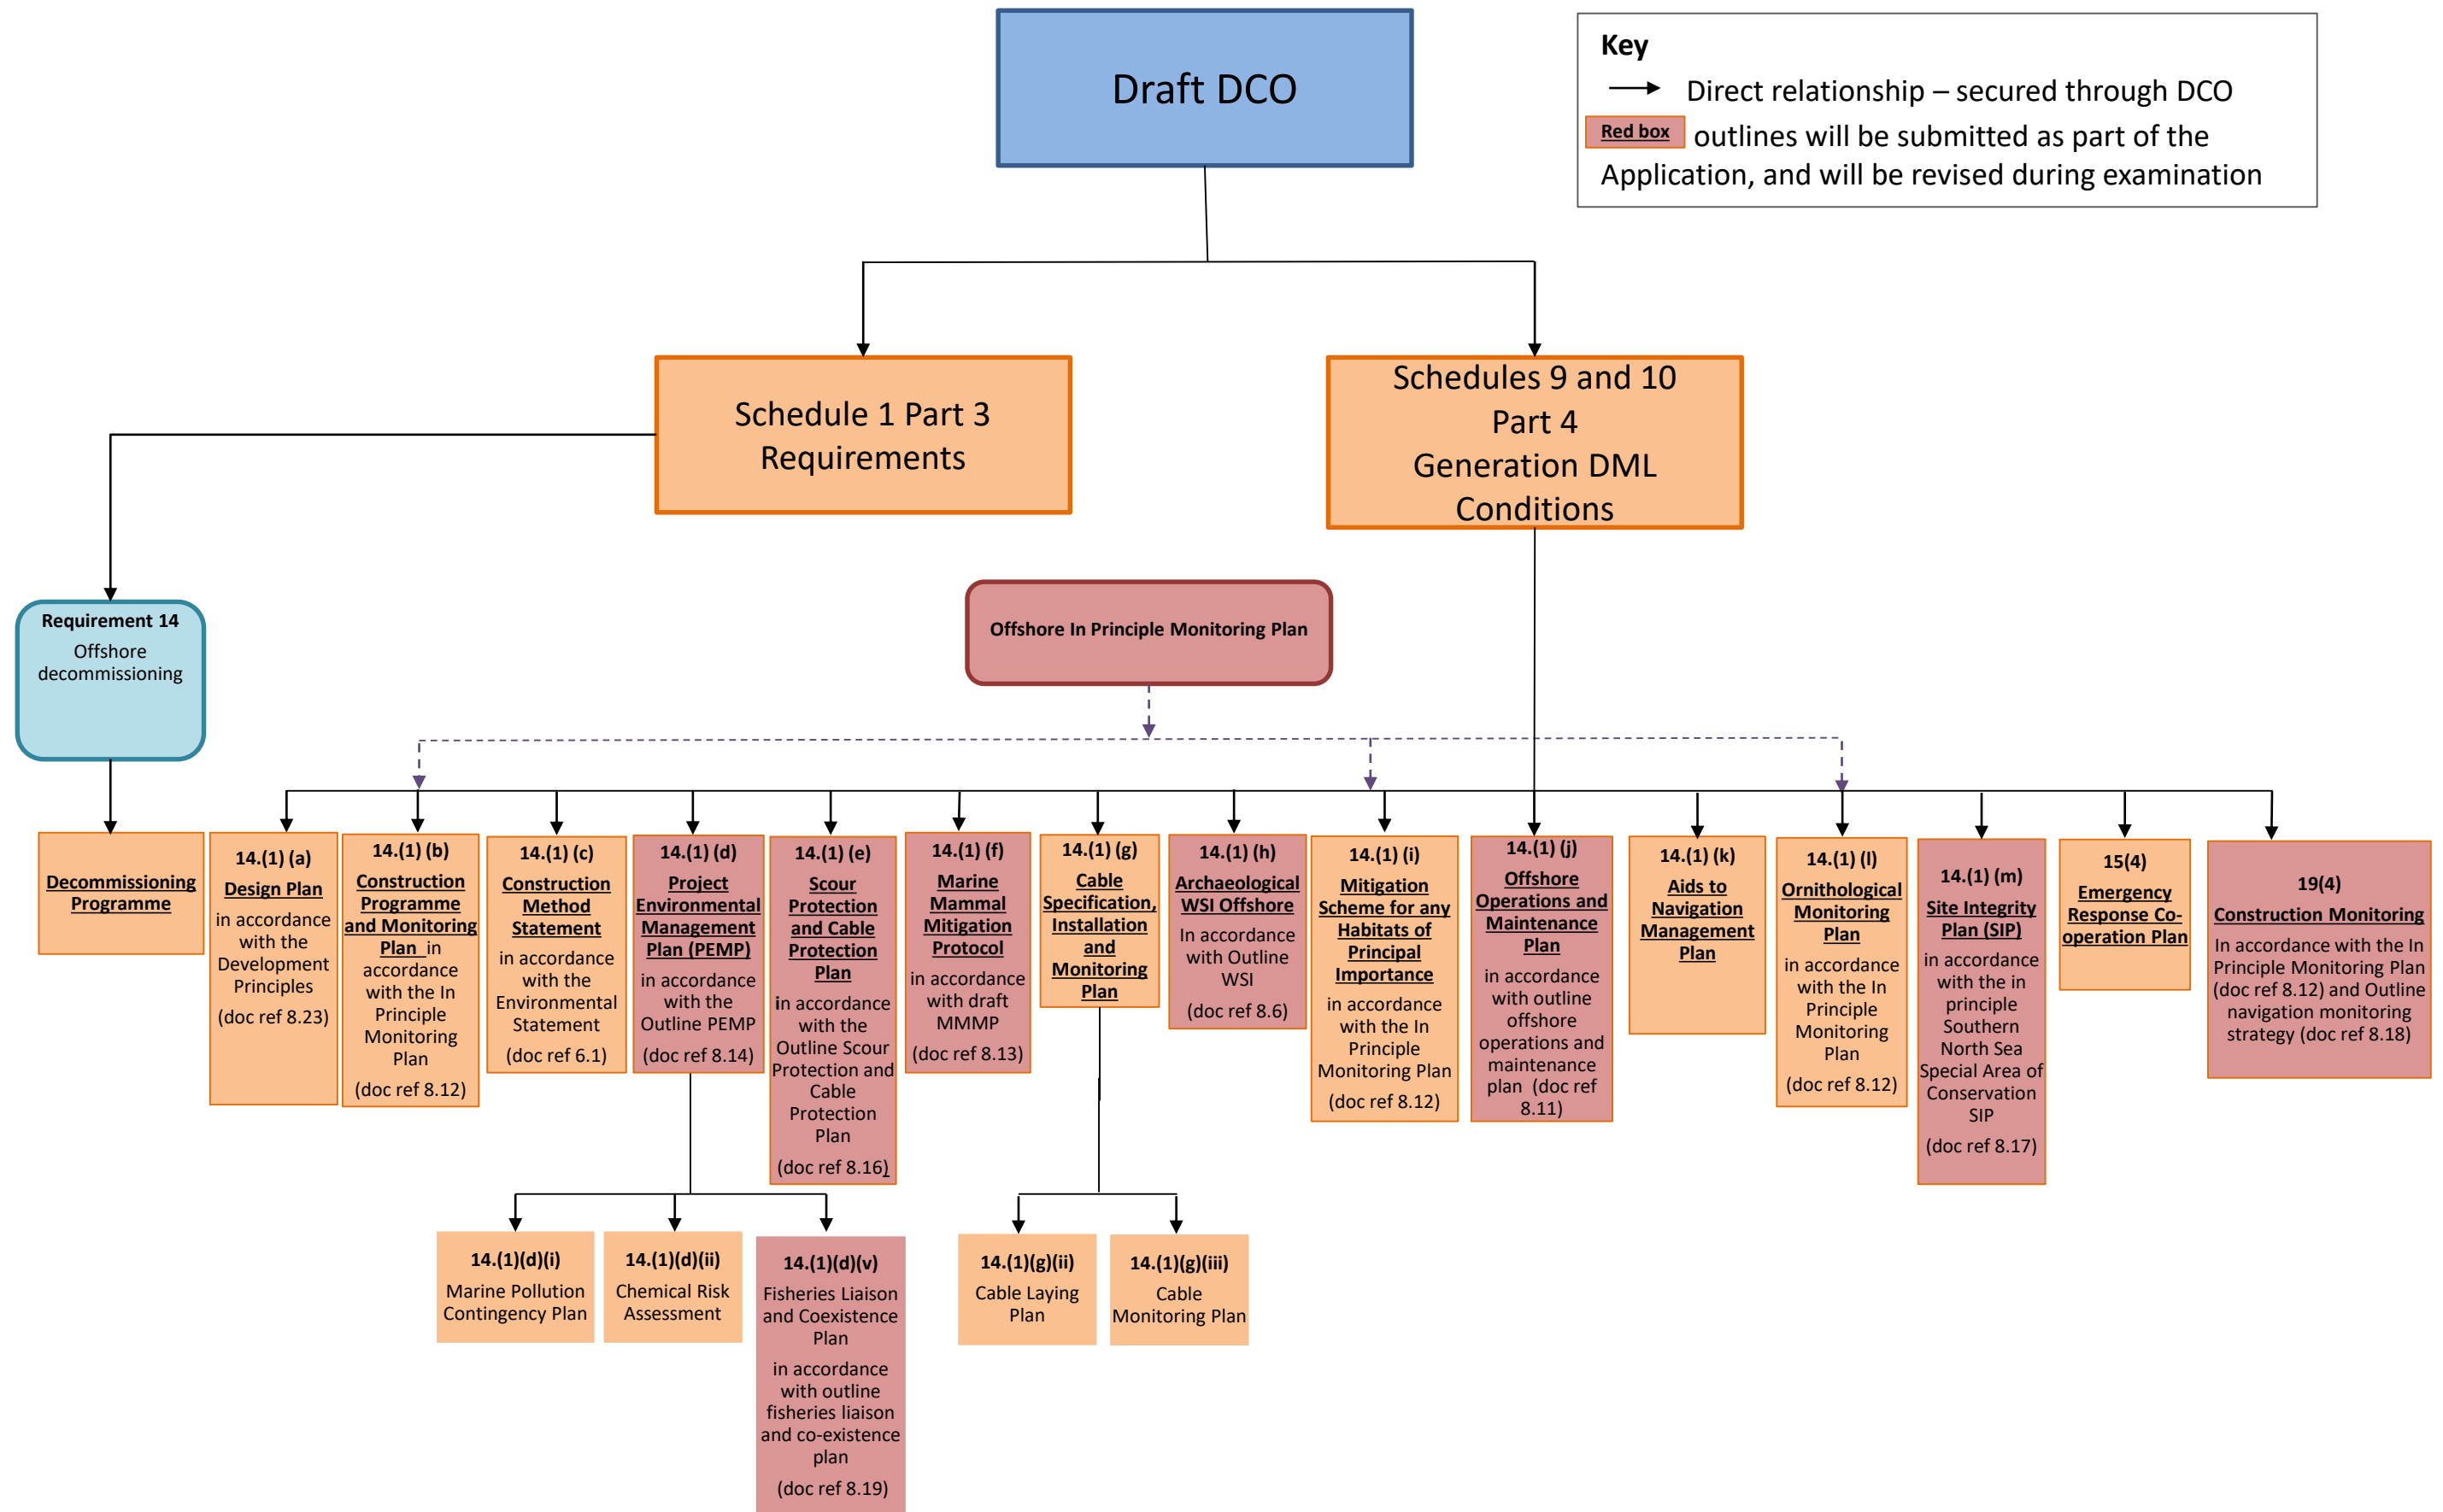 Draft DCO
Key
Direct relationship – secured through DCO
Red box outlines will be submitted as part of the
Application, and will be revised during examination
Schedule 1 Part 3
Requirements
Schedules 9 and 10
Part 4
Generation DML
Conditions
Requirement 14
Offshore
decommissioning
Offshore In Principle Monitoring Plan
Decommissioning
Programme
14.(1) (a)
Design Plan
in accordance
with the
Development
Principles
(doc ref 8.23)
14.(1) (b)
Construction
Programme
and Monitoring
Plan in
accordance
with the In
Principle
Monitoring
Plan
(doc ref 8.12)
14.(1) (c)
Construction
Method
Statement
in accordance
with the
Environmental
Statement
(doc ref 6.1)
14.(1) (d)
Project
Environmental
Management
Plan (PEMP)
in accordance
with the
Outline PEMP
(doc ref 8.14)
14.(1) (e)
Scour
Protection
and Cable
Protection
Plan
in accordance
with the
Outline Scour
Protection and
Cable
Protection
Plan
(doc ref 8.16)
14.(1) (f)
Marine
Mammal
Mitigation
Protocol
in accordance
with draft
MMMP
(doc ref 8.13)
14.(1) (g)
Cable
Specification,
Installation
and
Monitoring
Plan
14.(1) (h)
Archaeological
WSI Offshore
In accordance
with Outline
WSI
(doc ref 8.6)
14.(1) (i)
Mitigation
Scheme for any
Habitats of
Principal
Importance
in accordance
with the In
Principle
Monitoring Plan
(doc ref 8.12)
14.(1) (j)
Offshore
Operations and
Maintenance
Plan
in accordance
with outline
offshore
operations and
maintenance
plan (doc ref
8.11)
14.(1) (k)
Aids to
Navigation
Management
Plan
14.(1) (l)
Ornithological
Monitoring
Plan
in accordance
with the In
Principle
Monitoring
Plan
(doc ref 8.12)
14.(1) (m)
Site Integrity
Plan (SIP)
in accordance
with the in
principle
Southern
North Sea
Special Area of
Conservation
SIP
(doc ref 8.17)
15(4)
Emergency
Response Co-
operation Plan
19(4)
Construction Monitoring
In accordance with the In
Principle Monitoring Plan
(doc ref 8.12) and Outline
navigation monitoring
strategy (doc ref 8.18)
14.(1)(d)(i)
Marine Pollution
Contingency Plan
14.(1)(d)(ii)
Chemical Risk
Assessment
14.(1)(d)(v)
Fisheries Liaison
and Coexistence
Plan
in accordance
with outline
fisheries liaison
and co-existence
plan
(doc ref 8.19)
14.(1)(g)(ii)
Cable Laying
Plan
14.(1)(g)(iii)
Cable
Monitoring Plan